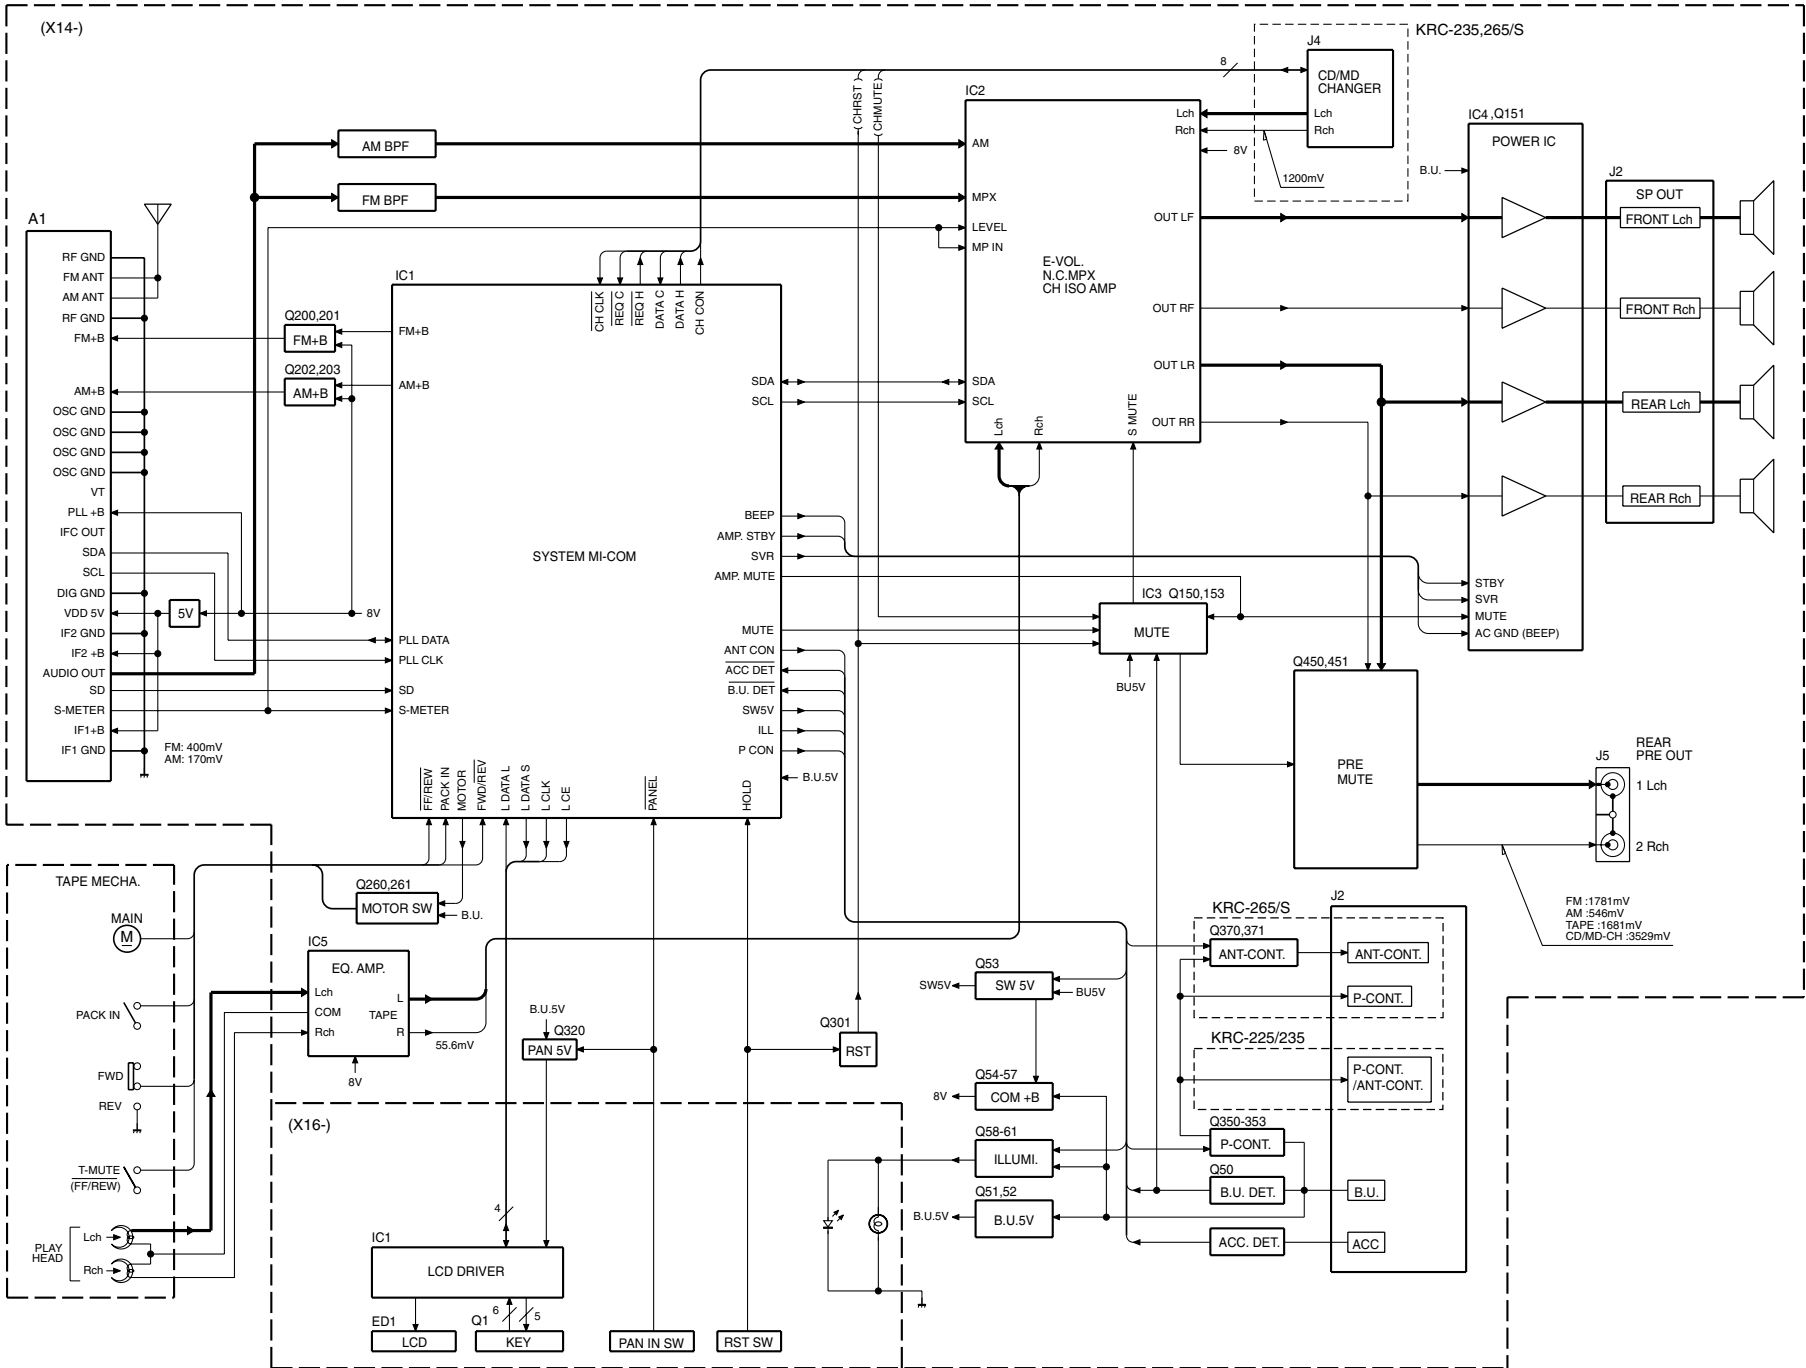 (X14-)
KRC-235,265/S
J4
CD/MD
CHANGER
Lch
Rch
8
(CHRST)
(CHMUTE)
IC2
Lch
Rch
8V
1200mV
AM
MPX
LEVEL
MP IN
E-VOL.
N.C.MPX
CH ISO AMP
OUT LF
OUT RF
OUT LR
OUT RR
SDA
SCL
Lch
Rch
S MUTE
IC4,Q151
POWER IC
B.U.
STBY
SVR
MUTE
AC GND (BEEP)
J2
SP OUT
FRONT Lch
FRONT Rch
REAR Lch
REAR Rch
AM BPF
FM BPF
A1
RF GND
FM ANT
AM ANT
RF GND
FM+B
AM+B
OSC GND
OSC GND
OSC GND
OSC GND
VT
PLL +B
IFC OUT
SDA
SCL
DIG GND
VDD 5V
IF2 GND
IF2 +B
AUDIO OUT
SD
S-METER
IF1+B
IF1 GND
FM: 400mV
AM: 170mV
Q200,201
FM+B
Q202,203
AM+B
5V
8V
IC1
CH CLK
REQ C
REQ H
DATA C
DATA H
CH CON
FM+B
AM+B
SDA
SCL
SYSTEM MI-COM
BEEP
AMP. STBY
SVR
AMP. MUTE
MUTE
ANT CON
ACC DET
B.U. DET
SW5V
ILL
P CON
B.U.5V
PLL DATA
PLL CLK
SD
S-METER
FF/REW
PACK IN
MOTOR
FWD/REV
L DATA L
L DATA S
L CLK
L CE
PANEL
HOLD
IC3 Q150,153
MUTE
BU5V
Q450,451
PRE
MUTE
REAR
PRE OUT
J5
1 Lch
2 Rch
FM :1781mV
AM :546mV
TAPE :1681mV
CD/MD-CH :3529mV
TAPE MECHA.
MAIN
M
PACK IN
FWD
REV
T-MUTE
(FF/REW)
PLAY
HEAD
Lch
Rch
Q260,261
MOTOR SW
B.U.
IC5
EQ. AMP.
Lch
COM
Rch
L
TAPE
R
55.6mV
8V
B.U.5V
Q320
PAN 5V
Q301
RST
Q53
SW 5V
SW5V
BU5V
Q54-57
COM +B
8V
Q58-61
ILLUMI.
Q51,52
B.U.5V
B.U.5V
KRC-265/S
Q370,371
ANT-CONT.
J2
ANT-CONT.
P-CONT.
KRC-225/235
P-CONT.
/ANT-CONT.
Q350-353
P-CONT.
Q50
B.U. DET.
B.U.
ACC. DET.
ACC
(X16-)
4
IC1
LCD DRIVER
6
5
ED1
LCD
Q1
KEY
PAN IN SW
RST SW